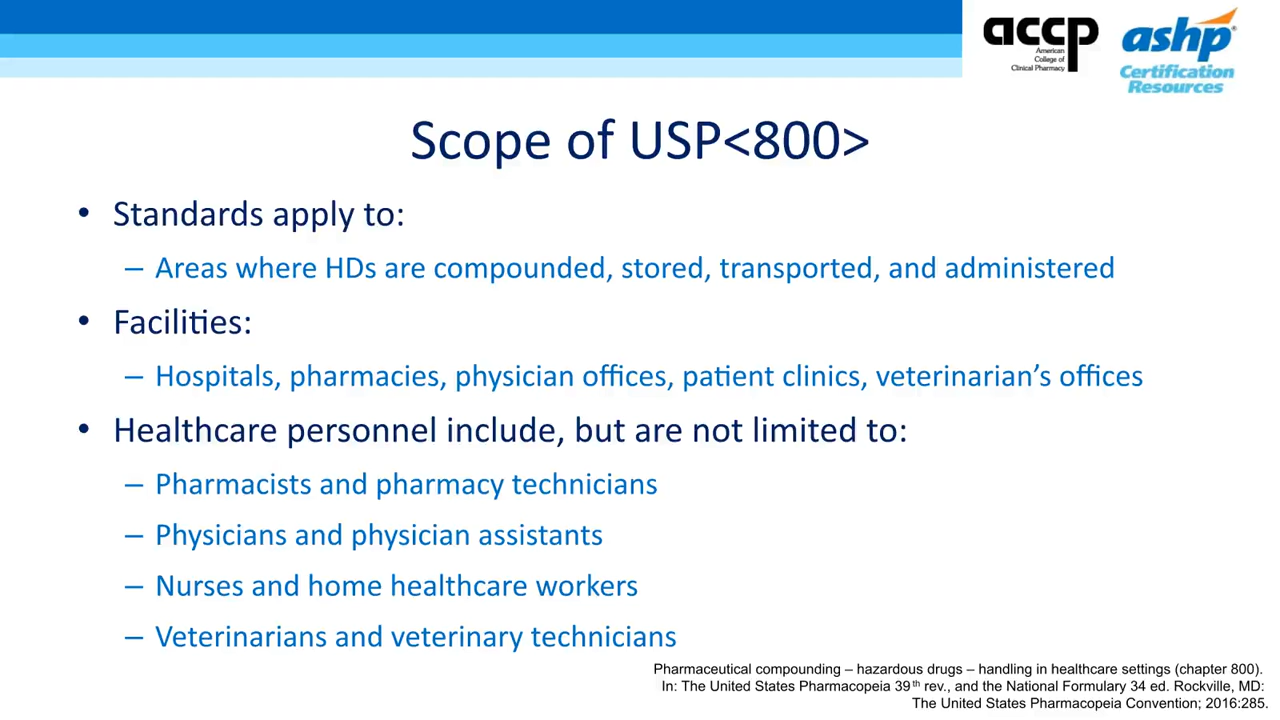 accp
American
College of
Clinical Pharmacy
ashp®
Certification
Resources
Scope of USP<800>
• Standards apply to:
– Areas where HDs are compounded, stored, transported, and administered
• Facilities:
– Hospitals, pharmacies, physician offices, patient clinics, veterinarian’s offices
• Healthcare personnel include, but are not limited to:
– Pharmacists and pharmacy technicians
– Physicians and physician assistants
– Nurses and home healthcare workers
– Veterinarians and veterinary technicians
Pharmaceutical compounding – hazardous drugs – handling in healthcare settings (chapter 800).
In: The United States Pharmacopeia 39th rev., and the National Formulary 34 ed. Rockville, MD:
The United States Pharmacopeia Convention; 2016:285.